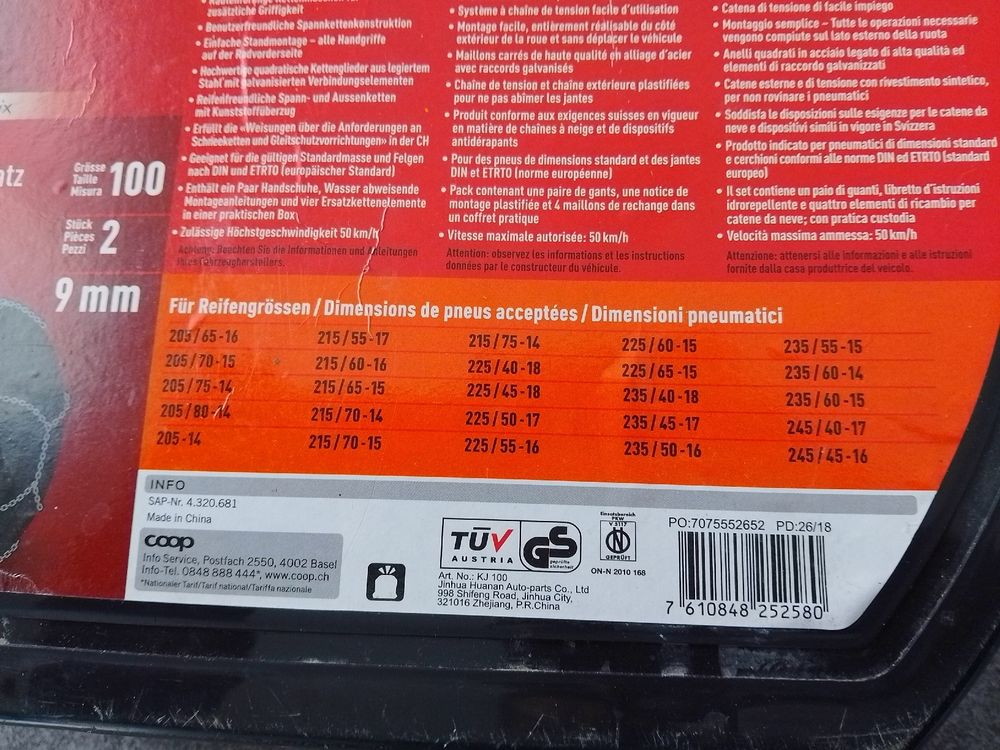 ix
atz
Grösse
Taille
Misura
100
Stück
Pièces
Pezzi
2
9 mm
zusätzliche Griffigkeit
• Benutzerfreundliche Spannkettenkonstruktion
• Einfache Standmontage – alle Handgriffe
auf der Radvorderseite
• Hochwertige quadratische Kettenglieder aus legiertem
Stahl mit galvanisierten Verbindungselementen
• Reifenfreundliche Spann- und Aussenketten
mit Kunststoffüberzug
• Erfüllt die «Weisungen über die Anforderungen an
Schneeketten und Gleitschutzvorrichtungen» in der CH
• Geeignet für die gültigen Standardmasse und Felgen
nach DIN und ETRTO (europäischer Standard)
• Enthält ein Paar Handschuhe, Wasser abweisende
Montageanleitungen und vier Ersatzkettenelemente
in einer praktischen Box
• Zulässige Höchstgeschwindigkeit 50 km/h
Achtung: Beachten Sie die Informationen und Anleitungen
Ihres Fahrzeugherstellers.
• Système à chaîne de tension facile d'utilisation
• Montage facile, entièrement réalisable du côté
extérieur de la roue et sans déplacer le véhicule
• Maillons carrés de haute qualité en alliage d'acier
avec raccords galvanisés
• Chaîne de tension et chaîne extérieure plastifiées
pour ne pas abîmer les jantes
• Produit conforme aux exigences suisses en vigueur
en matière de chaînes à neige et de dispositifs
antidérapants
• Pour des pneus de dimensions standard et des jantes
DIN et ETRTO (norme européenne)
• Pack contenant une paire de gants, une notice de
montage plastifiée et 4 maillons de rechange dans
un coffret pratique
• Vitesse maximale autorisée: 50 km/h
Attention: observez les informations et les instructions
données par le constructeur du véhicule.
• Catena di tensione di facile impiego
• Montaggio semplice – Tutte le operazioni necessarie
vengono compiute sul lato esterno della ruota
• Anelli quadrati in acciaio legato di alta qualità ed
elementi di raccordo galvanizzati
• Catene esterne e di tensione con rivestimento sintetico,
per non rovinare i pneumatici
• Soddisfa le disposizioni sulle esigenze per le catene da
neve e dispositivi simili in vigore in Svizzera
• Prodotto indicato per pneumatici di dimensioni standard
e cerchioni conformi alle norme DIN ed ETRTO (standard
europeo)
• Il set contiene un paio di guanti, libretto d'istruzioni
idrorepellente e quattro elementi di ricambio per
catene da neve; con pratica custodia
• Velocità massima ammessa: 50 km/h
Attenzione: attenersi alle informazioni e alle istruzioni
fornite dalla casa produttrice del veicolo.
Für Reifengrössen / Dimensions de pneus acceptées / Dimensioni pneumatici
205/65-16 215/55-17 215/75-14 225/60-15 235/55-15
205/70-15 215/60-16 225/40-18 225/65-15 235/60-14
205/75-14 215/65-15 225/45-18 235/40-18 235/60-15
205/80-14 215/70-14 225/50-17 235/45-17 245/40-17
205-14 215/70-15 225/55-16 235/50-16 245/45-16
INFO
SAP-Nr. 4.320.681
Made in China
coop
Info Service, Postfach 2550, 4002 Basel
Info-Tel. 0848 888 444*, www.coop.ch
*Nationaler Tarif/Tarif national/Tariffa nazionale
TÜV
AUSTRIA
GS
geprüfte
Sicherheit
Art. No.: KJ 100
Jinhua Huanan Auto-parts Co., Ltd
998 Shifeng Road, Jinhua City,
321016 Zhejiang, P.R.China
Einsatzbereich
PKW
V 5117
N
GEPRÜFT
ON-N 2010 168
PO:7075552652 PD:26/18
7 610848 252580